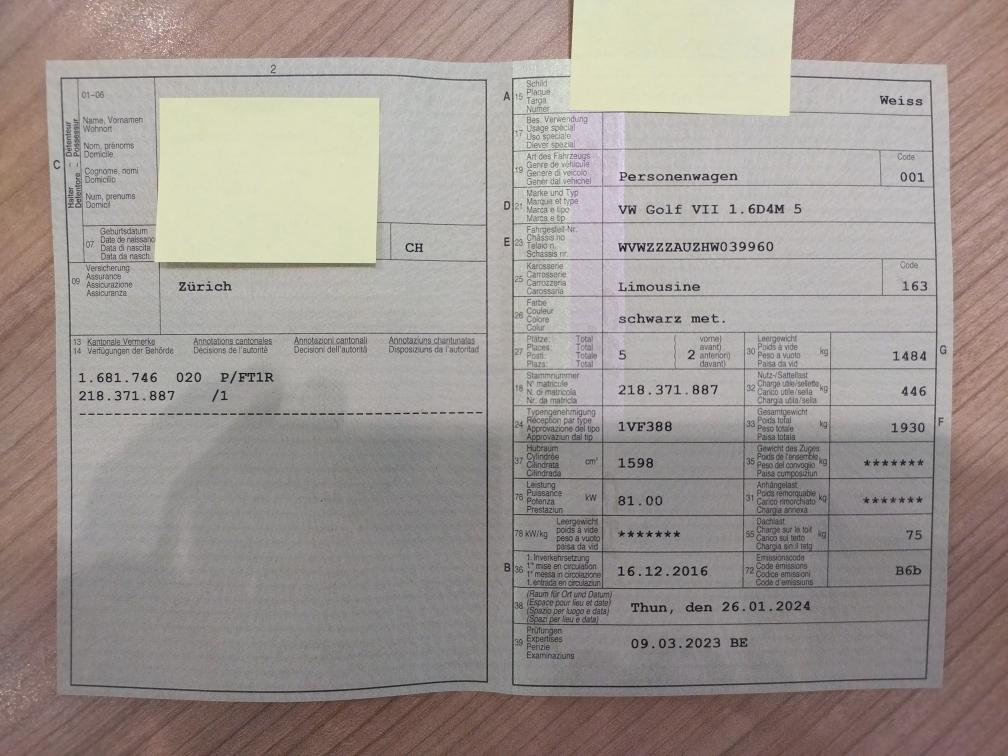 2
01-06
C
Halter Détenteur
Detentore Possessur
Name, Vornamen
Wohnort
Nom, prénoms
Domicile
Cognome, nomi
Domicilio
Num, prenums
Domicil
07
Geburtsdatum
Date de naissance
Data di nascita
Data da nasch.
CH
09
Versicherung
Assurance
Assicurazione
Assicuranza
Zürich
13 Kantonale Vermerke Annotations cantonales Annotazioni cantonali Annotaziuns chantunalas
14 Verfügungen der Behörde Décisions de l'autorité Decisioni dell'autorità Disposiziuns da l'autoritad
1.681.746 020 P/FT1R
218.371.887 /1
A 15
Schild
Plaque
Targa
Numer
Weiss
17
Bes. Verwendung
Usage spécial
Uso speciale
Diever spezial
19
Art des Fahrzeugs
Genre de véhicule
Genere di veicolo
Gener dal vehichel
Personenwagen
Code
001
D 21
Marke und Typ
Marque et type
Marca e tipo
Marca e tip
VW Golf VII 1.6D4M 5
E 23
Fahrgestell-Nr.
Châssis no
Telaio n.
Schassis nr.
WVWZZZAUZHW039960
25
Karosserie
Carrosserie
Carrozzeria
Carossaria
Limousine
Code
163
26
Farbe
Couleur
Colore
Colur
schwarz met.
27
Plätze: Total
Places: Total
Posti: Totale
Plazs: Total
5
( vorne)
avant)
2 anteriori)
davant)
30
Leergewicht
Poids à vide
Peso a vuoto
Paisa da vid
kg
1484
G
18
Stammnummer
N° matricule
N. di matricola
Nr. da matricla
218.371.887
32
Nutz-/Sattellast
Charge utile/sellette
Carico utile/sella
Chargia utila/sella
kg
446
24
Typengenehmigung
Réception par type
Approvazione del tipo
Approvaziun dal tip
1VF388
33
Gesamtgewicht
Poids total
Peso totale
Paisa totala
kg
1930
F
37
Hubraum
Cylindrée
Cilindrata
Cilindrada
cm³
1598
35
Gewicht des Zuges
Poids de l'ensemble
Peso del convoglio
Paisa cumposiziun
kg
*******
76
Leistung
Puissance
Potenza
Prestaziun
kW
81.00
31
Anhängelast
Poids remorquable
Carico rimorchiato
Chargia annexa
kg
*******
78 kW/kg
Leergewicht
poids à vide
peso a vuoto
paisa da vid
*******
55
Dachlast
Charge sur le toit
Carico sul tetto
Chargia sin il tetg
kg
75
B 36
1. Inverkehrsetzung
1re mise en circulation
1a messa in circolazione
1. entrada en circulaziun
16.12.2016
72
Emissionscode
Code émissions
Codice emissioni
Code d'emissiuns
B6b
38
(Raum für Ort und Datum)
(Espace pour lieu et date)
(Spazio per luogo e data)
(Spazi per lieu e data)
Thun, den 26.01.2024
39
Prüfungen
Expertises
Perizie
Examinaziuns
09.03.2023 BE